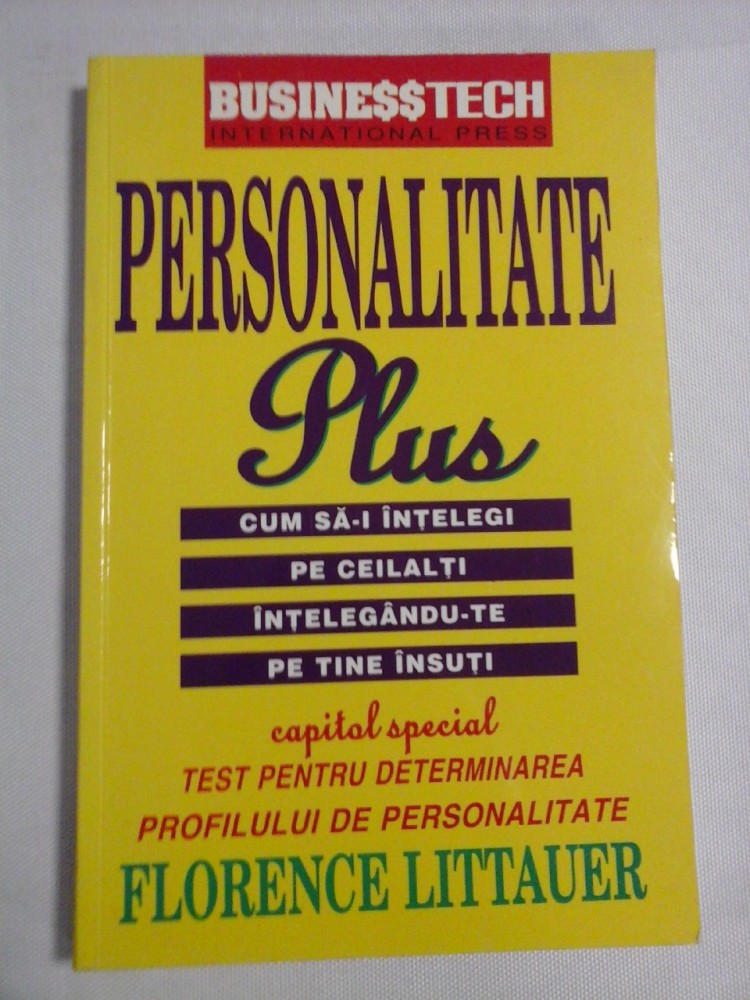 BUSINE$$TECH
INTERNATIONAL PRESS
PERSONALITATE
Plus
CUM SĂ-I ÎNȚELEGI
PE CEILALȚI
ÎNȚELEGÂNDU-TE
PE TINE ÎNSUȚI
capitol special
TEST PENTRU DETERMINAREA
PROFILULUI DE PERSONALITATE
FLORENCE LITTAUER